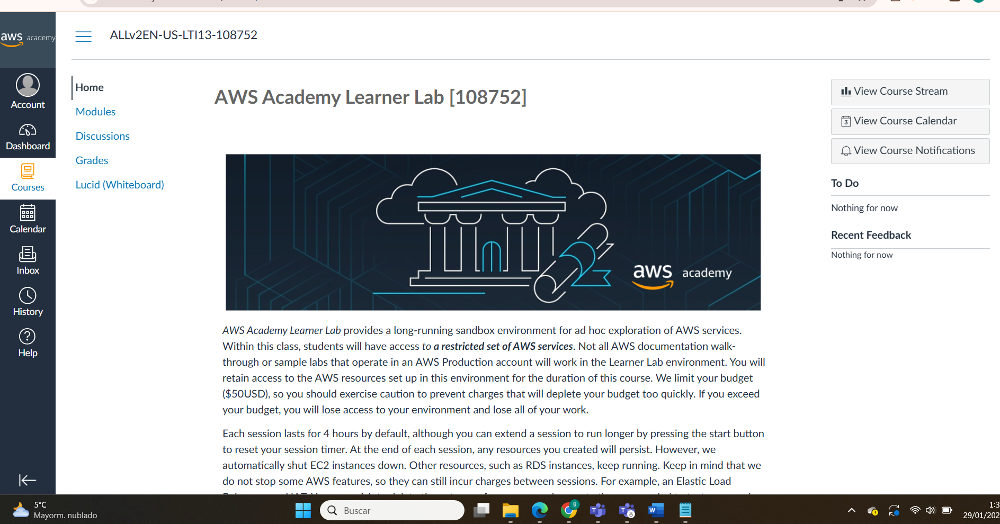 aws academy
ALLv2EN-US-LTI13-108752
Account
Dashboard
Courses
Calendar
Inbox
History
Help
Home
Modules
Discussions
Grades
Lucid (Whiteboard)
AWS Academy Learner Lab [108752]
aws academy
AWS Academy Learner Lab provides a long-running sandbox environment for ad hoc exploration of AWS services.
Within this class, students will have access to a restricted set of AWS services. Not all AWS documentation walk-
through or sample labs that operate in an AWS Production account will work in the Learner Lab environment. You will
retain access to the AWS resources set up in this environment for the duration of this course. We limit your budget
($50USD), so you should exercise caution to prevent charges that will deplete your budget too quickly. If you exceed
your budget, you will lose access to your environment and lose all of your work.
Each session lasts for 4 hours by default, although you can extend a session to run longer by pressing the start button
to reset your session timer. At the end of each session, any resources you created will persist. However, we
automatically shut EC2 instances down. Other resources, such as RDS instances, keep running. Keep in mind that we
do not stop some AWS features, so they can still incur charges between sessions. For example, an Elastic Load
View Course Stream
3 View Course Calendar
View Course Notifications
To Do
Nothing for now
Recent Feedback
Nothing for now
5°C
Mayorm. nublado
Buscar
g
T
T
W
1:3
29/01/202